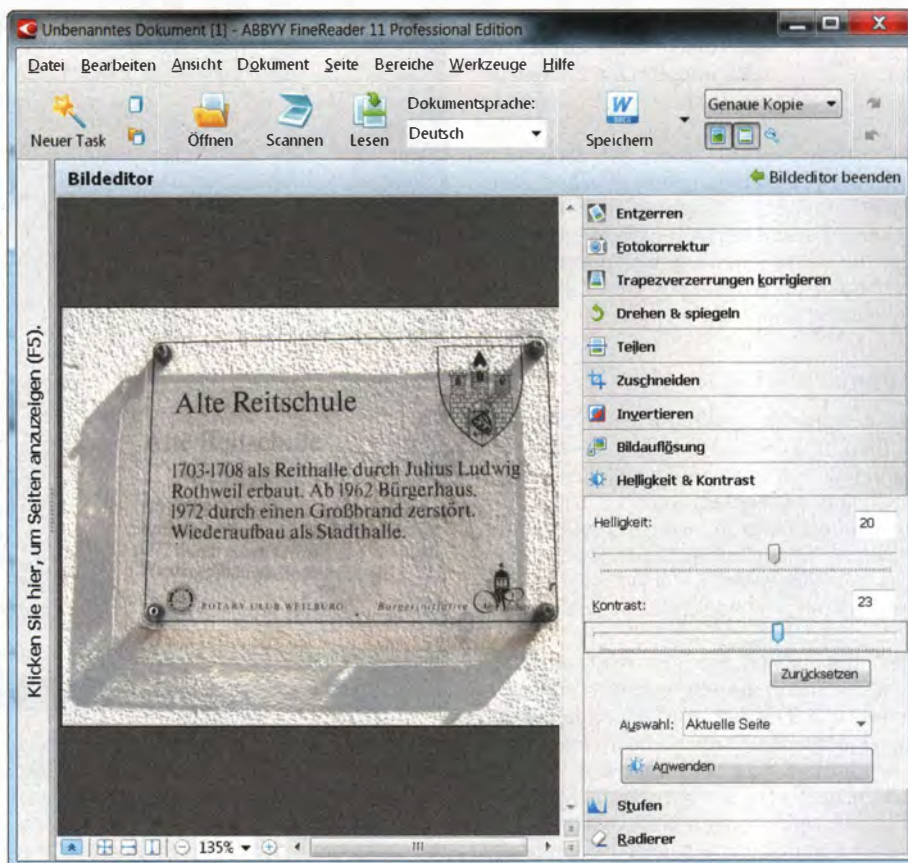 Unbenanntes Dokument [1] - ABBYY FineReader 11 Professional Edition
Datei Bearbeiten Ansicht Dokument Seite Bereiche Werkzeuge Hilfe
Neuer Task
Öffnen
Scannen
Lesen
Dokumentsprache:
Deutsch
Speichern
Genaue Kopie
Bildeditor
Bildeditor beenden
Klicken Sie hier, um Seiten anzuzeigen (F5).
Alte Reitschule
1703-1708 als Reithalle durch Julius Ludwig
Rothweil erbaut. Ab 1962 Bürgerhaus.
1972 durch einen Großbrand zerstört.
Wiederaufbau als Stadthalle.
ROTARY CLUB WEILBURG
Bürgerinitiative
Entzerren
Fotokorrektur
Trapezverzerrungen korrigieren
Drehen & spiegeln
Teilen
Zuschneiden
Invertieren
Bildauflösung
Helligkeit & Kontrast
Helligkeit: 20
Kontrast: 23
Zurücksetzen
Auswahl: Aktuelle Seite
Anwenden
Stufen
Radierer
135%